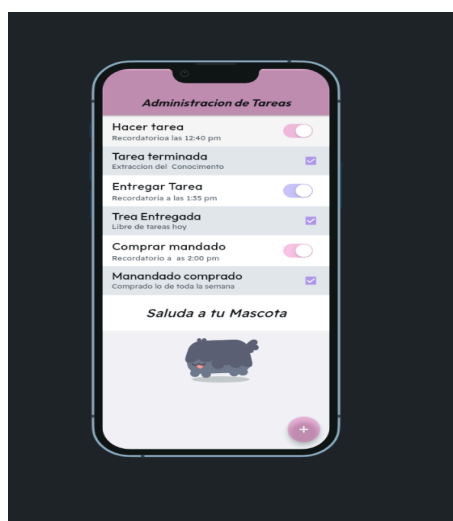 Administracion de Tareas
Hacer tarea
Recordatorioa las 12:40 pm
Tarea terminada
Extraccion del Conocimento
Entregar Tarea
Recordatoria a las 1:35 pm
Trea Entregada
Libre de tareas hoy
Comprar mandado
Recordatorio a as 2:00 pm
Manandado comprado
Comprado lo de toda la semana
Saluda a tu Mascota
+